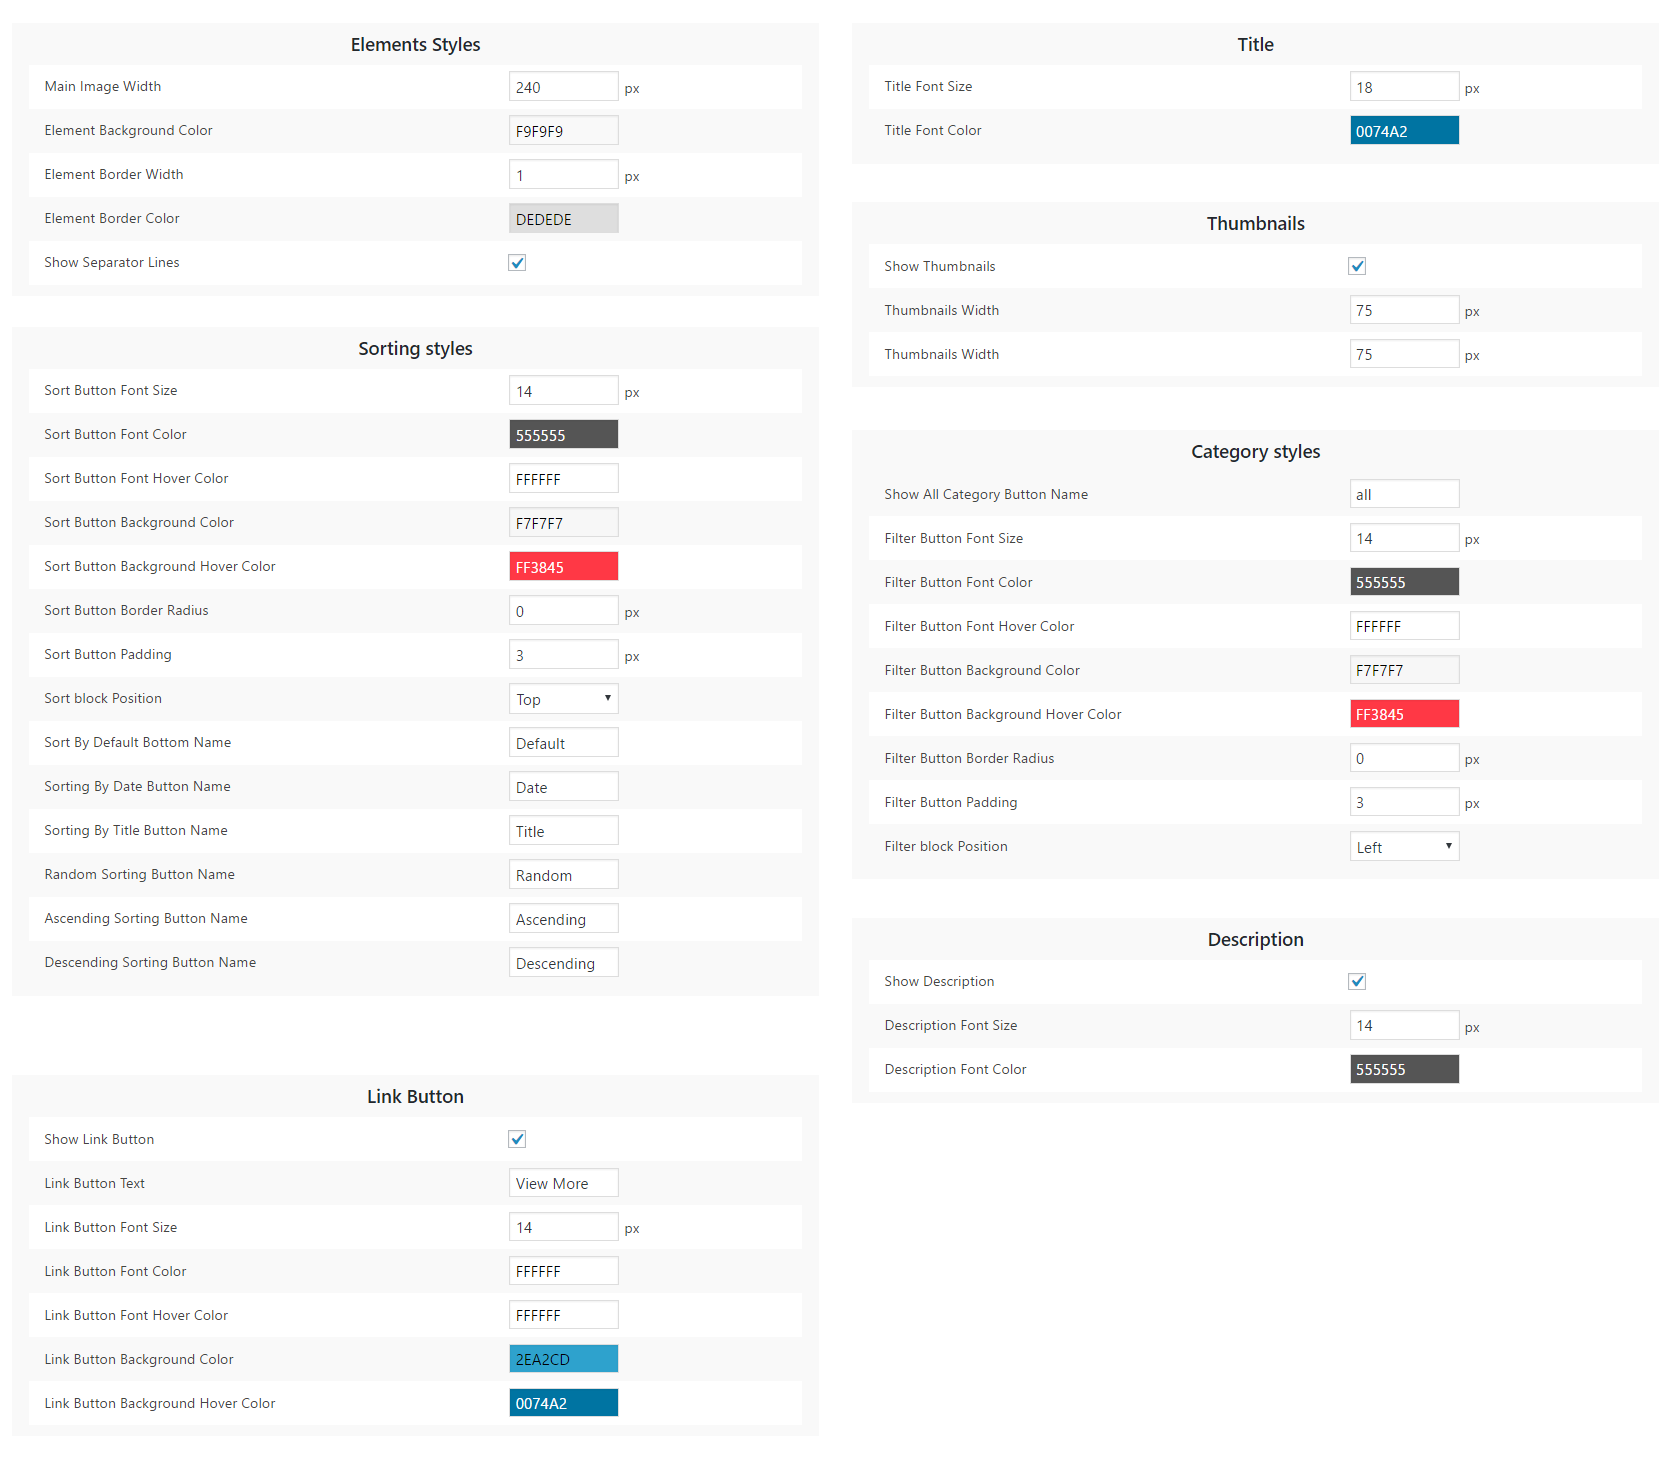 Elements Styles
Main Image Width 240 px
Element Background Color F9F9F9
Element Border Width 1 px
Element Border Color DEDEDE
Show Separator Lines
Sorting styles
Sort Button Font Size 14 px
Sort Button Font Color 555555
Sort Button Font Hover Color FFFFFF
Sort Button Background Color F7F7F7
Sort Button Background Hover Color FF3845
Sort Button Border Radius 0 px
Sort Button Padding 3 px
Sort block Position Top
Sort By Default Bottom Name Default
Sorting By Date Button Name Date
Sorting By Title Button Name Title
Random Sorting Button Name Random
Ascending Sorting Button Name Ascending
Descending Sorting Button Name Descending
Link Button
Show Link Button
Link Button Text View More
Link Button Font Size 14 px
Link Button Font Color FFFFFF
Link Button Font Hover Color FFFFFF
Link Button Background Color 2EA2CD
Link Button Background Hover Color 0074A2
Title
Title Font Size 18 px
Title Font Color 0074A2
Thumbnails
Show Thumbnails
Thumbnails Width 75 px
Thumbnails Width 75 px
Category styles
Show All Category Button Name all
Filter Button Font Size 14 px
Filter Button Font Color 555555
Filter Button Font Hover Color FFFFFF
Filter Button Background Color F7F7F7
Filter Button Background Hover Color FF3845
Filter Button Border Radius 0 px
Filter Button Padding 3 px
Filter block Position Left
Description
Show Description
Description Font Size 14 px
Description Font Color 555555